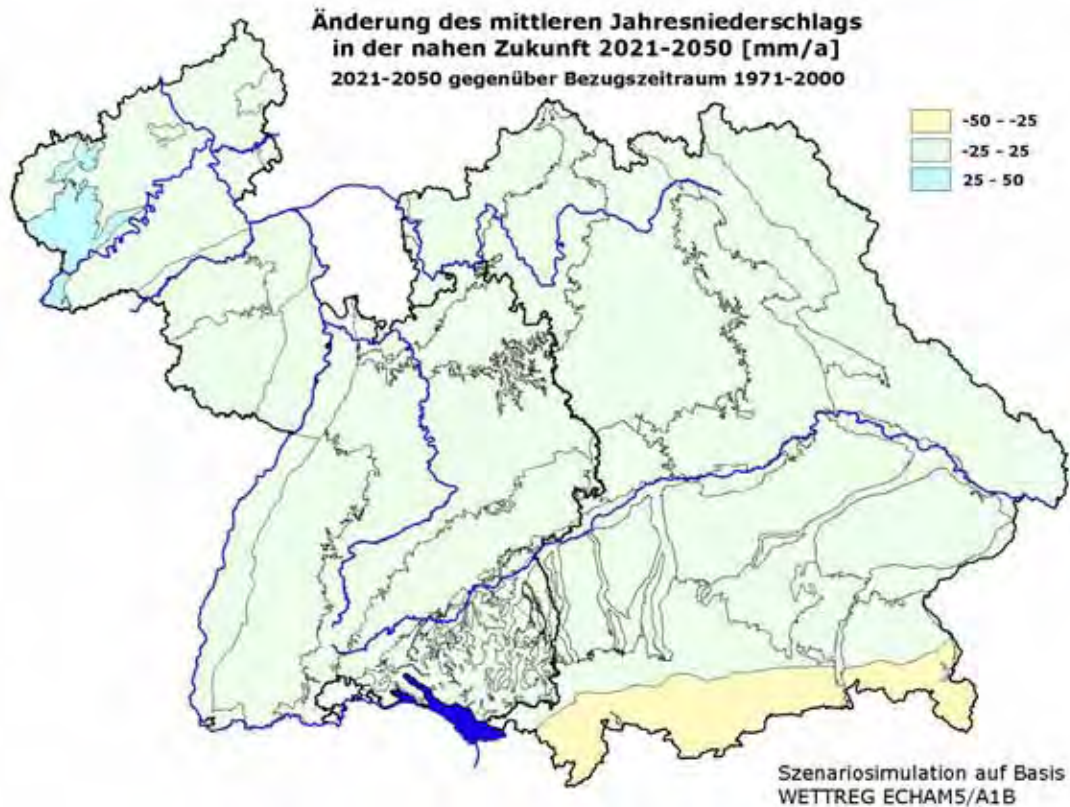 Änderung des mittleren Jahresniederschlags
in der nahen Zukunft 2021-2050 [mm/a]
2021-2050 gegenüber Bezugszeitraum 1971-2000
-50 - -25
-25 - 25
25 - 50
Szenariosimulation auf Basis
WETTREG ECHAM5/A1B